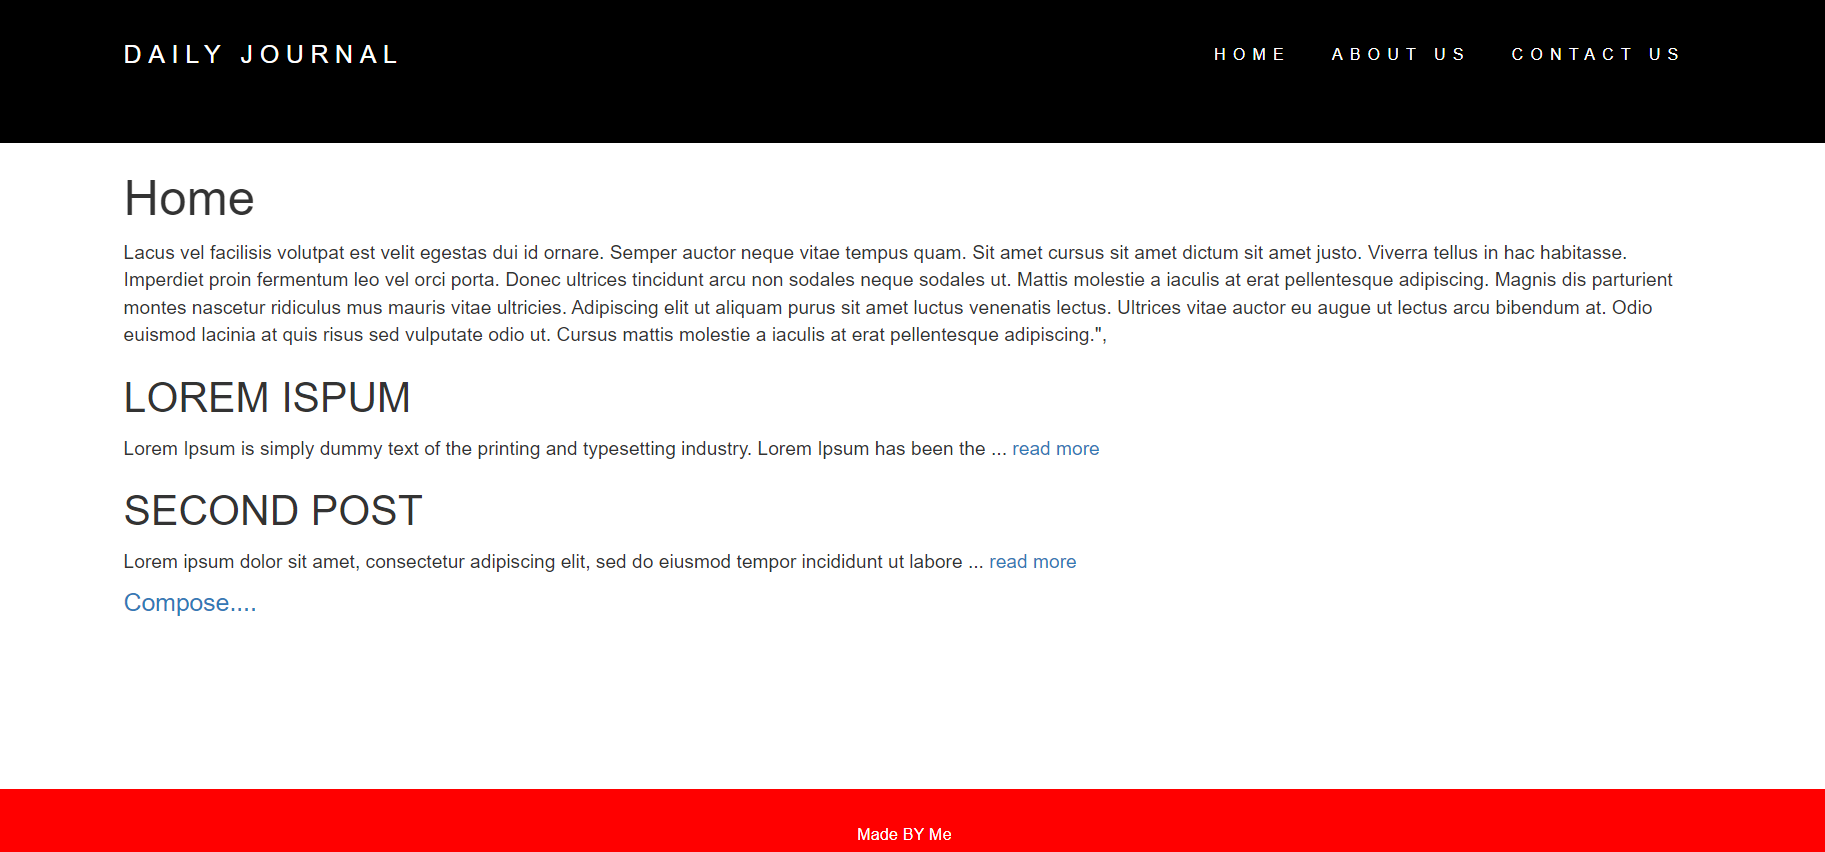 DAILY JOURNAL
HOME ABOUT US CONTACT US
Home
Lacus vel facilisis volutpat est velit egestas dui id ornare. Semper auctor neque vitae tempus quam. Sit amet cursus sit amet dictum sit amet justo. Viverra tellus in hac habitasse.
Imperdiet proin fermentum leo vel orci porta. Donec ultrices tincidunt arcu non sodales neque sodales ut. Mattis molestie a iaculis at erat pellentesque adipiscing. Magnis dis parturient
montes nascetur ridiculus mus mauris vitae ultricies. Adipiscing elit ut aliquam purus sit amet luctus venenatis lectus. Ultrices vitae auctor eu augue ut lectus arcu bibendum at. Odio
euismod lacinia at quis risus sed vulputate odio ut. Cursus mattis molestie a iaculis at erat pellentesque adipiscing.",
LOREM ISPUM
Lorem Ipsum is simply dummy text of the printing and typesetting industry. Lorem Ipsum has been the ... read more
SECOND POST
Lorem ipsum dolor sit amet, consectetur adipiscing elit, sed do eiusmod tempor incididunt ut labore ... read more
Compose....
Made BY Me